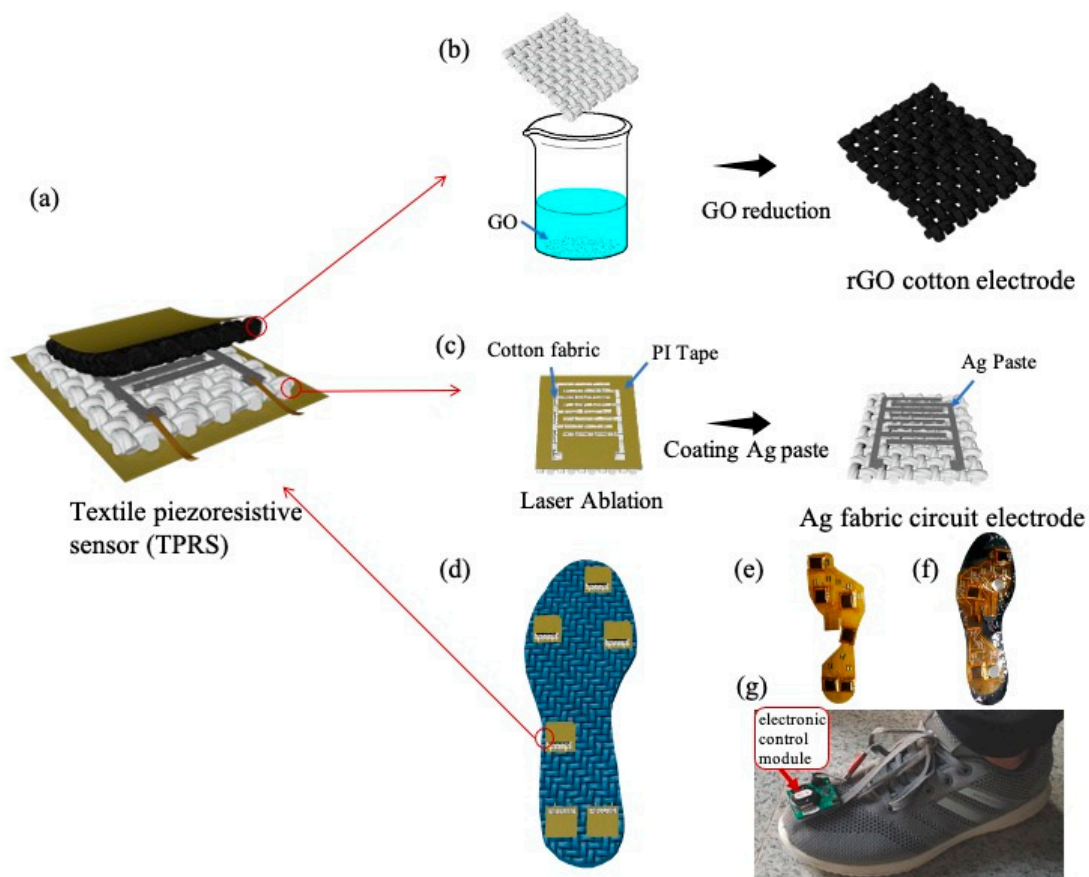 (b)
(a)
GO
GO reduction
rGO cotton electrode
(c)
Cotton fabric
PI Tape
Ag Paste
Coating Ag paste
Laser Ablation
Ag fabric circuit electrode
Textile piezoresistive
sensor (TPRS)
(d)
(e)
(f)
(g)
electronic
control
module